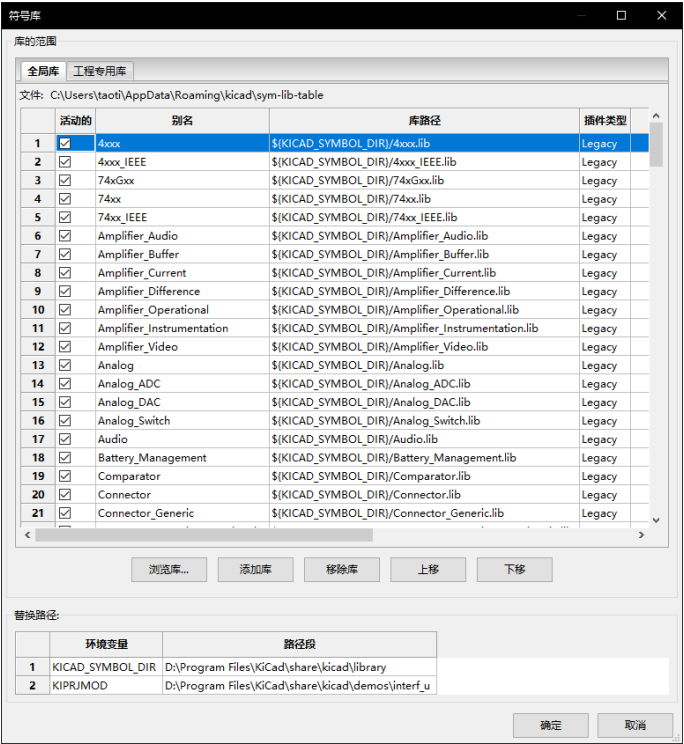 符号库
库的范围
全局库 工程专用库
文件: C:\Users\taoti\AppData\Roaming\kicad\sym-lib-table
活动的 别名 库路径 插件类型
1 4xxx ${KICAD_SYMBOL_DIR}/4xxx.lib Legacy
2 4xxx_IEEE ${KICAD_SYMBOL_DIR}/4xxx_IEEE.lib Legacy
3 74xGxx ${KICAD_SYMBOL_DIR}/74xGxx.lib Legacy
4 74xx ${KICAD_SYMBOL_DIR}/74xx.lib Legacy
5 74xx_IEEE ${KICAD_SYMBOL_DIR}/74xx_IEEE.lib Legacy
6 Amplifier_Audio ${KICAD_SYMBOL_DIR}/Amplifier_Audio.lib Legacy
7 Amplifier_Buffer ${KICAD_SYMBOL_DIR}/Amplifier_Buffer.lib Legacy
8 Amplifier_Current ${KICAD_SYMBOL_DIR}/Amplifier_Current.lib Legacy
9 Amplifier_Difference ${KICAD_SYMBOL_DIR}/Amplifier_Difference.lib Legacy
10 Amplifier_Operational ${KICAD_SYMBOL_DIR}/Amplifier_Operational.lib Legacy
11 Amplifier_Instrumentation ${KICAD_SYMBOL_DIR}/Amplifier_Instrumentation.lib Legacy
12 Amplifier_Video ${KICAD_SYMBOL_DIR}/Amplifier_Video.lib Legacy
13 Analog ${KICAD_SYMBOL_DIR}/Analog.lib Legacy
14 Analog_ADC ${KICAD_SYMBOL_DIR}/Analog_ADC.lib Legacy
15 Analog_DAC ${KICAD_SYMBOL_DIR}/Analog_DAC.lib Legacy
16 Analog_Switch ${KICAD_SYMBOL_DIR}/Analog_Switch.lib Legacy
17 Audio ${KICAD_SYMBOL_DIR}/Audio.lib Legacy
18 Battery_Management ${KICAD_SYMBOL_DIR}/Battery_Management.lib Legacy
19 Comparator ${KICAD_SYMBOL_DIR}/Comparator.lib Legacy
20 Connector ${KICAD_SYMBOL_DIR}/Connector.lib Legacy
21 Connector_Generic ${KICAD_SYMBOL_DIR}/Connector_Generic.lib Legacy
浏览库... 添加库 移除库 上移 下移
替换路径:
环境变量 路径段
1 KICAD_SYMBOL_DIR D:\Program Files\KiCad\share\kicad\library
2 KIPRJMOD D:\Program Files\KiCad\share\kicad\demos\interf_u
确定 取消